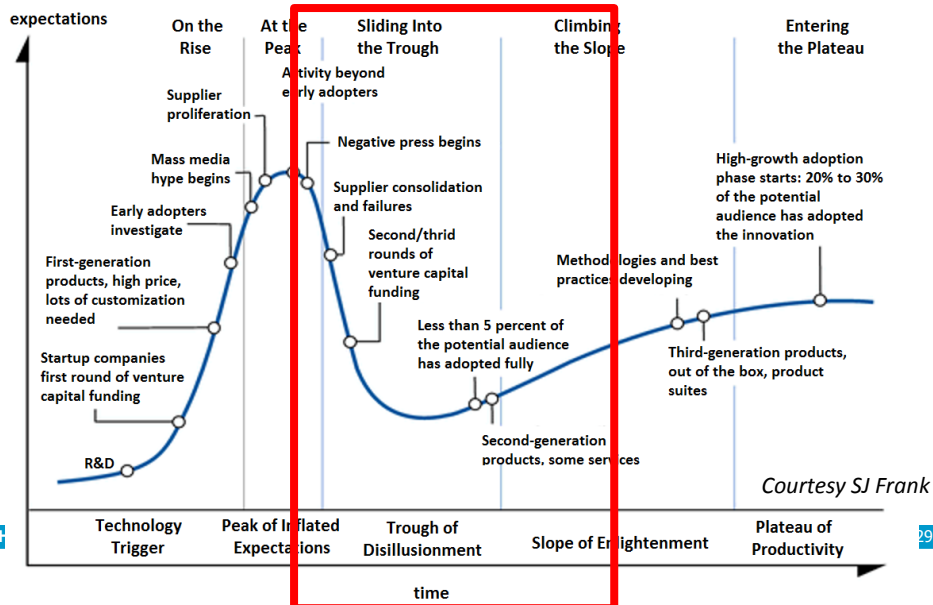 expectations
On the
Rise
At the
Peak
Sliding Into
the Trough
Climbing
the Slope
Entering
the Plateau
Activity beyond
early adopters
Supplier
proliferation
Negative press begins
Mass media
hype begins
High-growth adoption
phase starts: 20% to 30%
of the potential
audience has adopted
the innovation
Supplier consolidation
and failures
Early adopters
investigate
Second/thrid
rounds of
venture capital
funding
First-generation
products, high price,
lots of customization
needed
Methodologies and best
practices developing
Less than 5 percent of
the potential audience
has adopted fully
Startup companies
first round of venture
capital funding
Third-generation products,
out of the box, product
suites
Second-generation
products, some services
R&D
Courtesy SJ Frank
Technology
Trigger
Peak of Inflated
Expectations
Trough of
Disillusionment
Slope of Enlightenment
Plateau of
Productivity
29
time